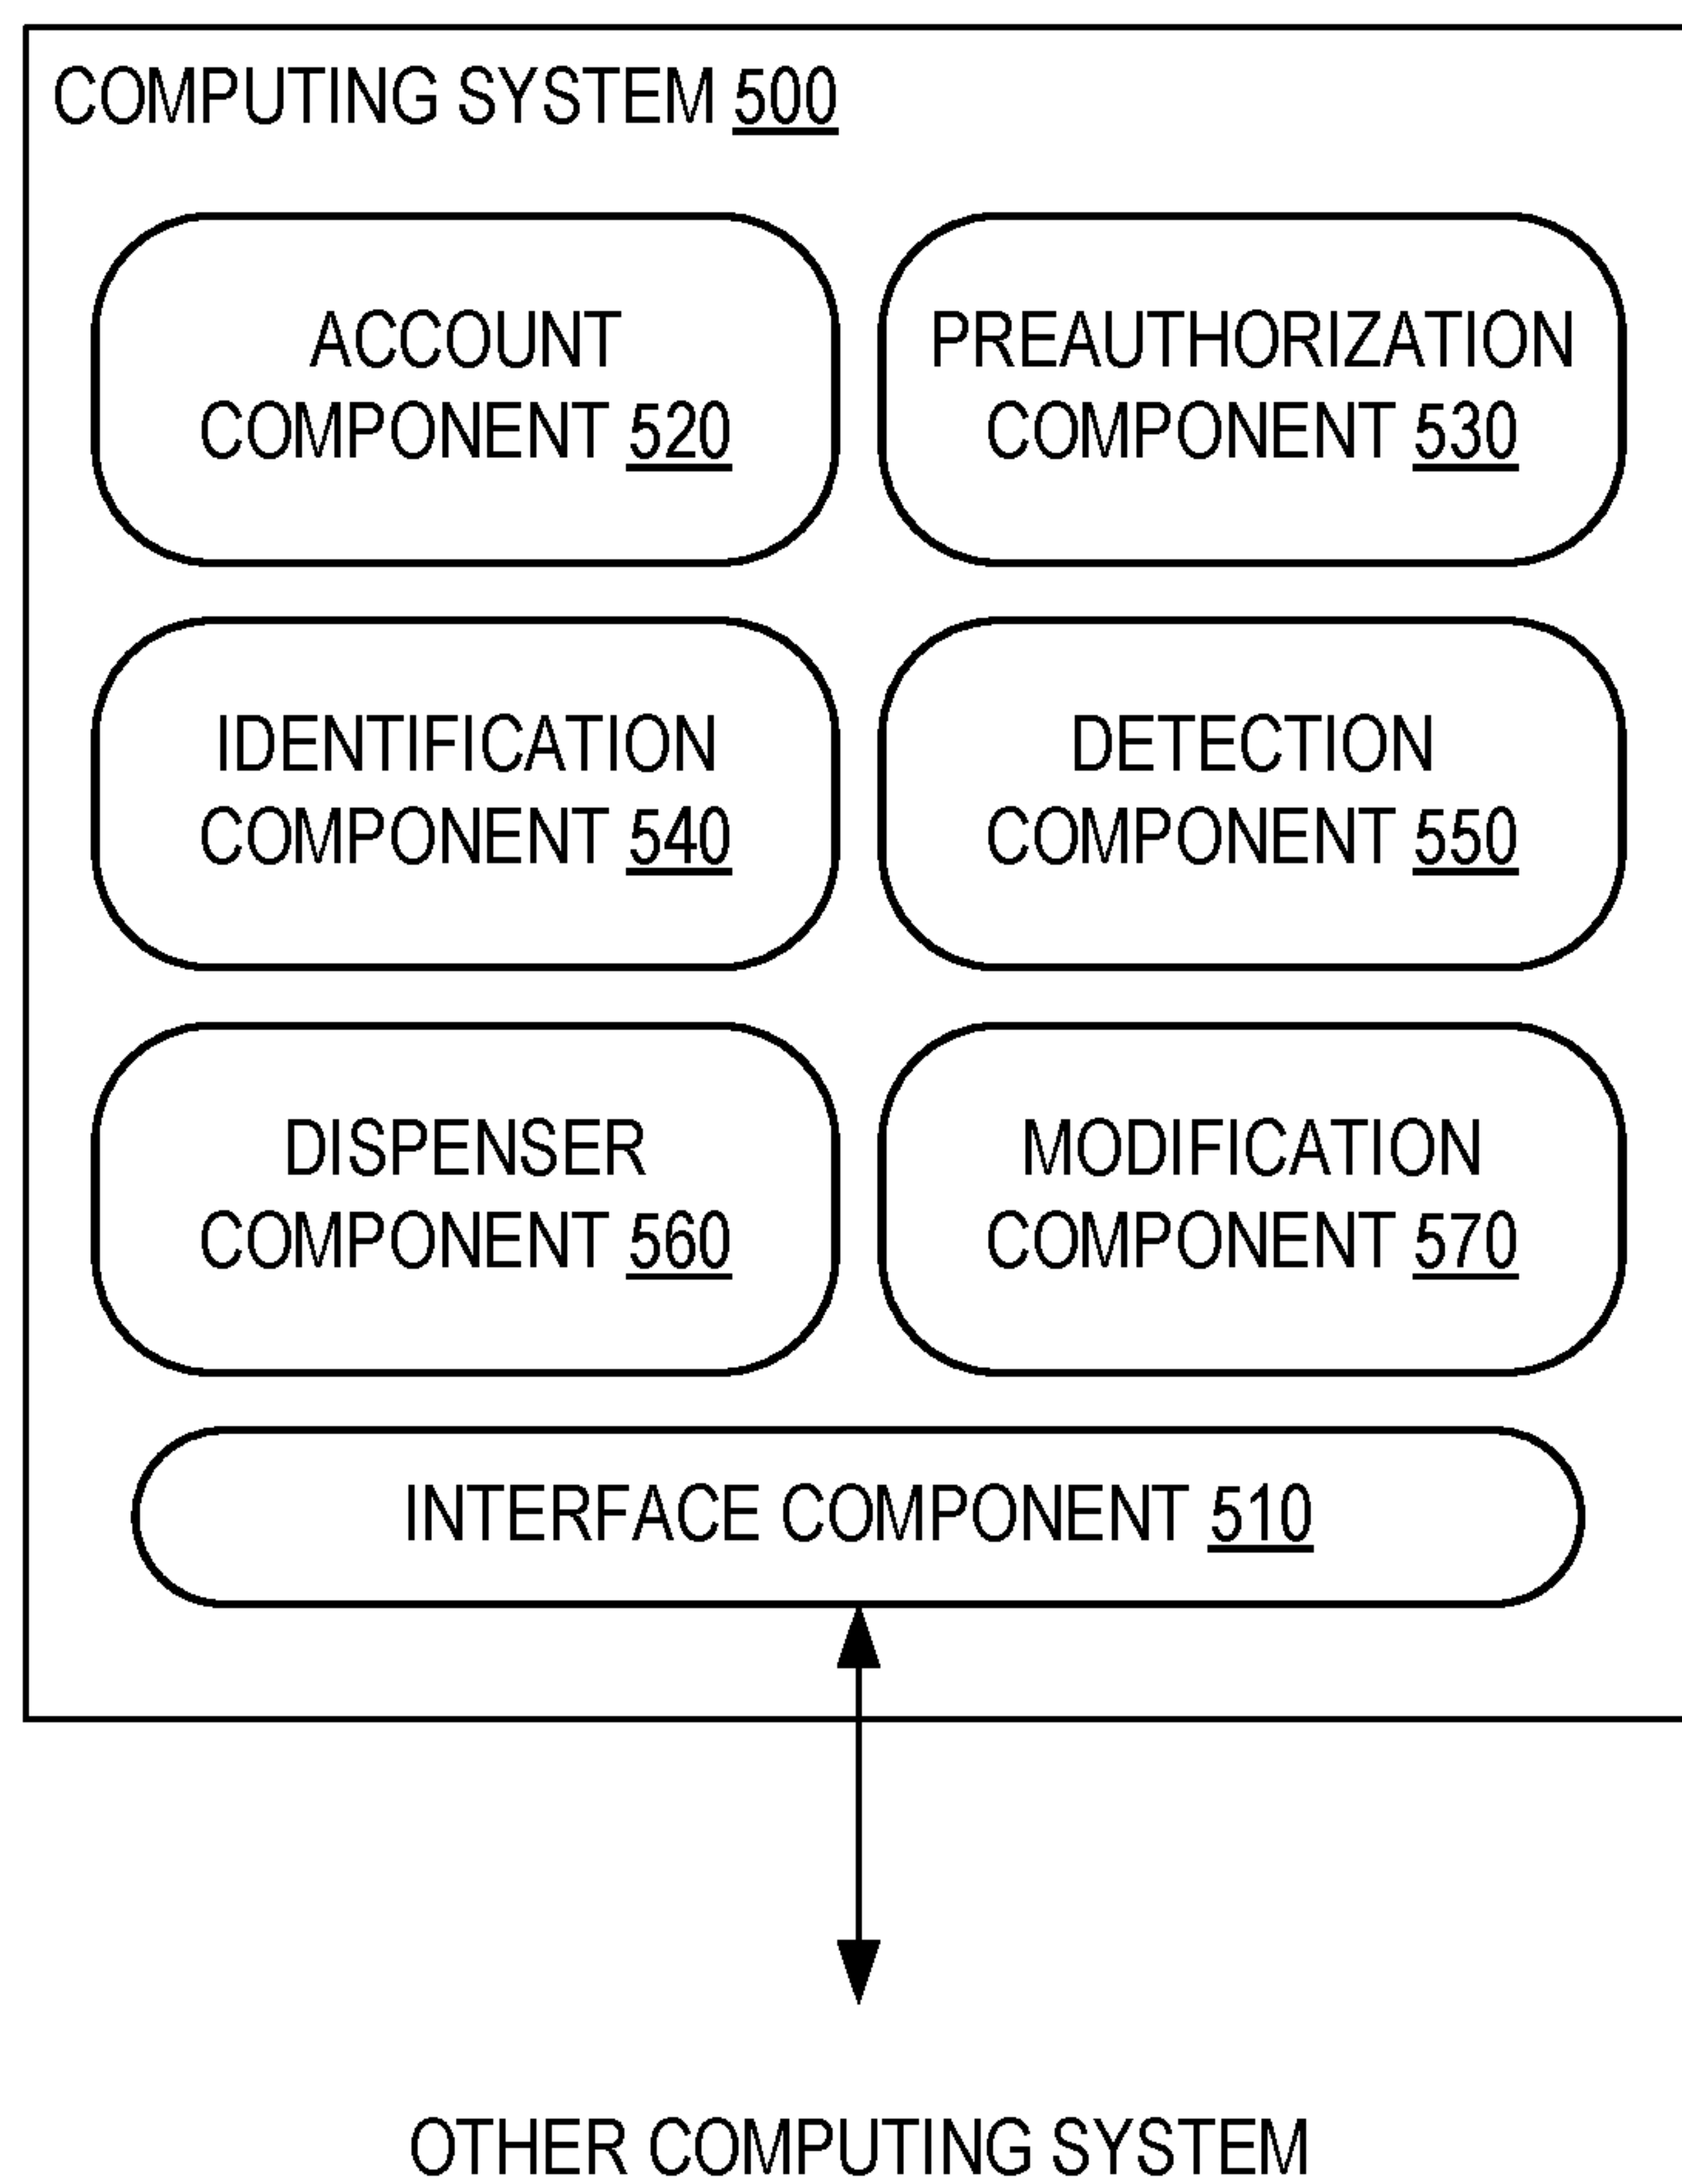 COMPUTING SYSTEM 500
ACCOUNT
COMPONENT 520
PREAUTHORIZATION
COMPONENT 530
IDENTIFICATION
COMPONENT 540
DETECTION
COMPONENT 550
DISPENSER
COMPONENT 560
MODIFICATION
COMPONENT 570
INTERFACE COMPONENT 510
OTHER COMPUTING SYSTEM